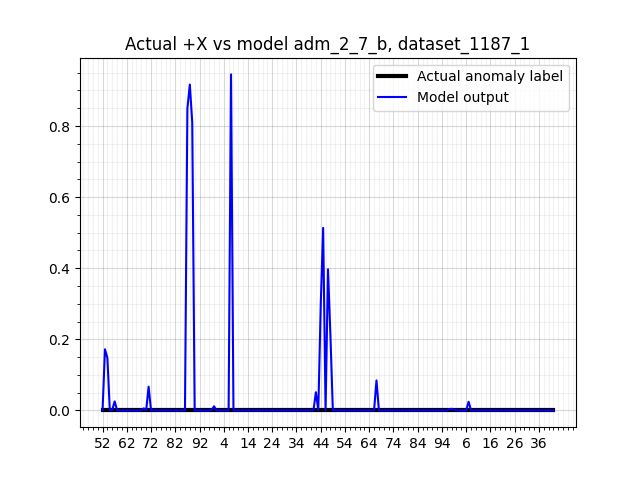 Actual +X vs model adm_2_7_b, dataset_1187_1
Actual anomaly label
Model output
0.8
0.6
0.4
0.2
0.0
52 62 72 82 92 4 14 24 34 44 54 64 74 84 94 6 16 26 36